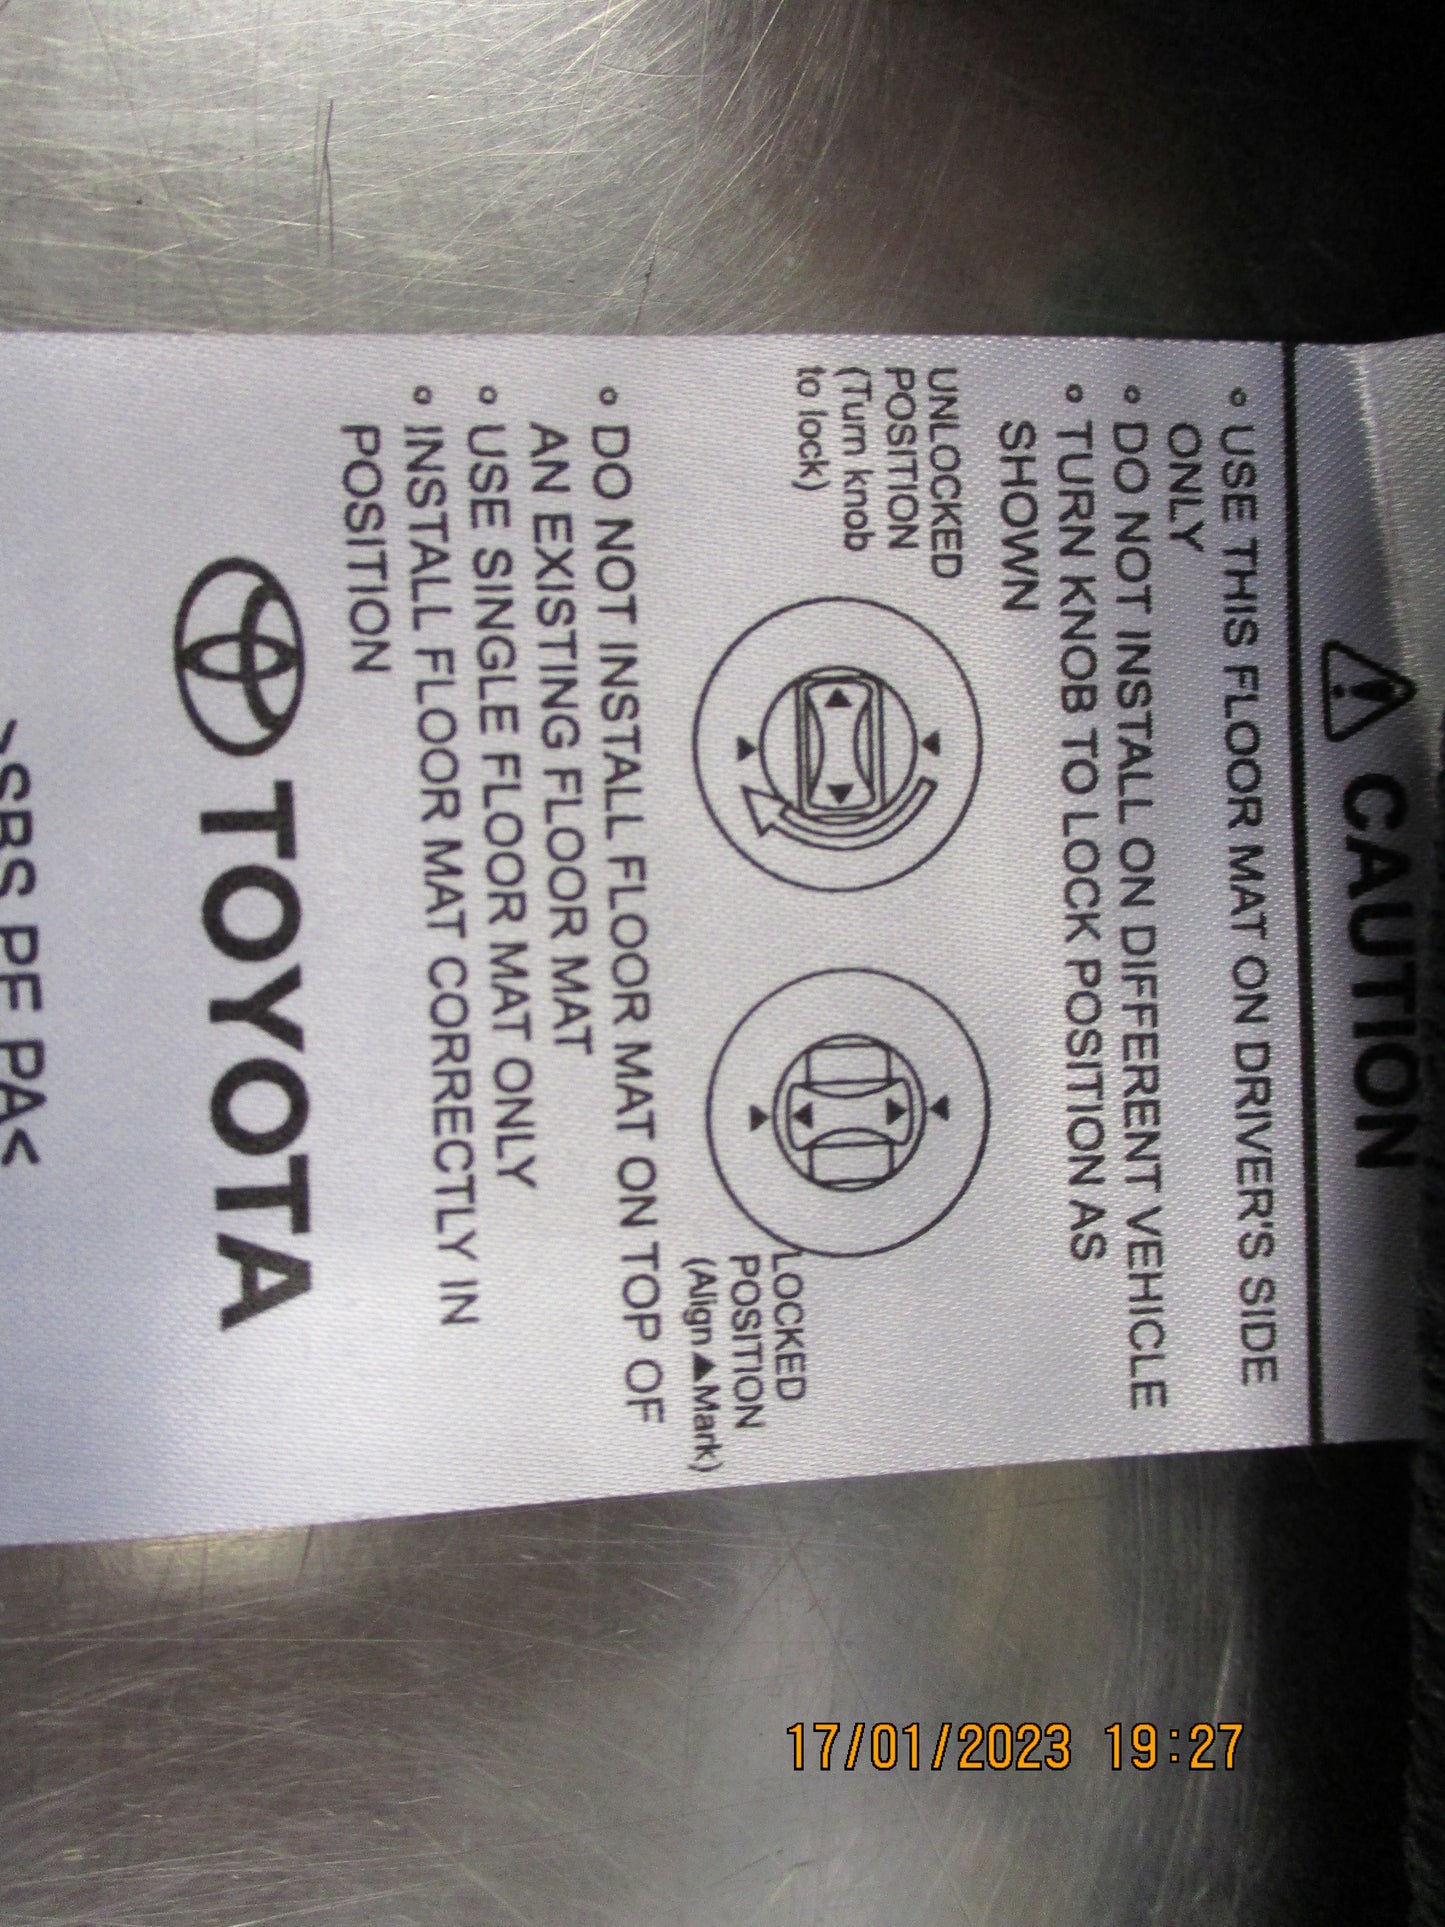 ⚠ CAUTION
° USE THIS FLOOR MAT ON DRIVER'S SIDE
ONLY
° DO NOT INSTALL ON DIFFERENT VEHICLE
° TURN KNOB TO LOCK POSITION AS
SHOWN
UNLOCKED
POSITION
(Turn knob
to lock)
LOCKED
POSITION
(Align▲Mark)
° DO NOT INSTALL FLOOR MAT ON TOP OF
AN EXISTING FLOOR MAT
° USE SINGLE FLOOR MAT ONLY
° INSTALL FLOOR MAT CORRECTLY IN
POSITION
TOYOTA
>SBS PF PA<
17/01/2023 19:27